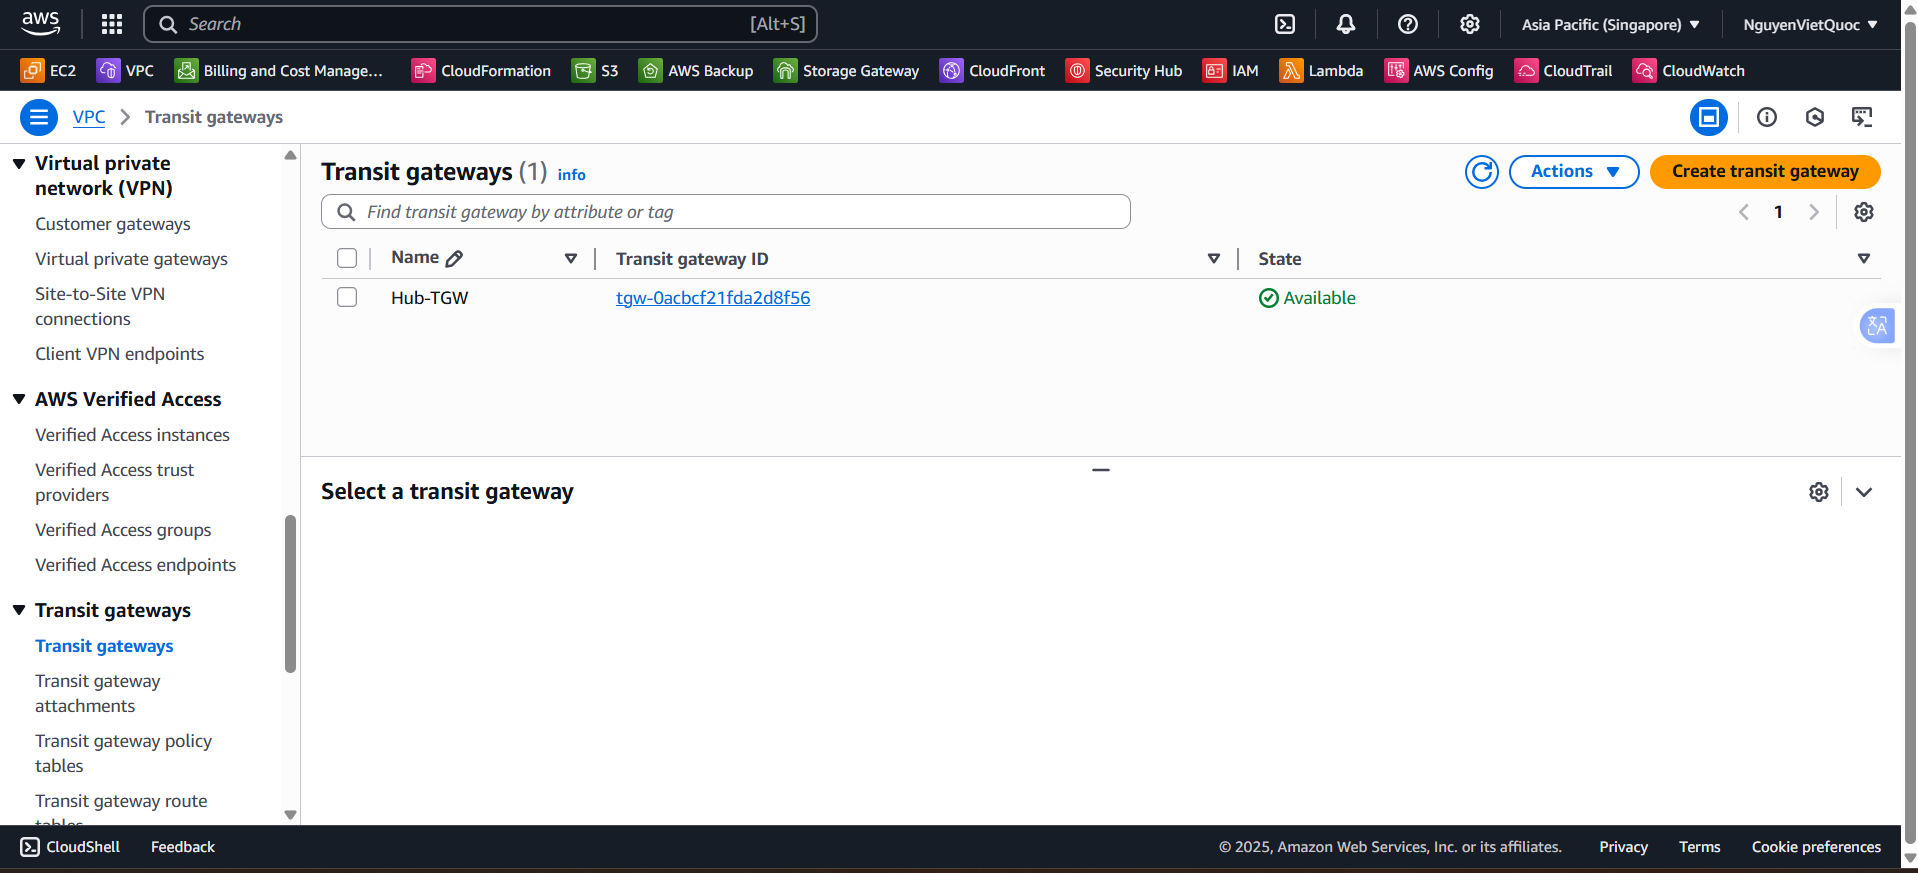 aws
Search [Alt+S]
Asia Pacific (Singapore)
NguyenVietQuoc
EC2 VPC Billing and Cost Manage... CloudFormation S3 AWS Backup Storage Gateway CloudFront Security Hub IAM Lambda AWS Config CloudTrail CloudWatch
VPC Transit gateways
Virtual private
network (VPN)
Customer gateways
Virtual private gateways
Site-to-Site VPN
connections
Client VPN endpoints
AWS Verified Access
Verified Access instances
Verified Access trust
providers
Verified Access groups
Verified Access endpoints
Transit gateways
Transit gateways
Transit gateway
attachments
Transit gateway policy
tables
Transit gateway route
tables
Transit gateways (1) info
Actions
Create transit gateway
Find transit gateway by attribute or tag
1
Name Transit gateway ID State
Hub-TGW tgw-0acbcf21fda2d8f56 Available
Select a transit gateway
CloudShell Feedback
© 2025, Amazon Web Services, Inc. or its affiliates. Privacy Terms Cookie preferences